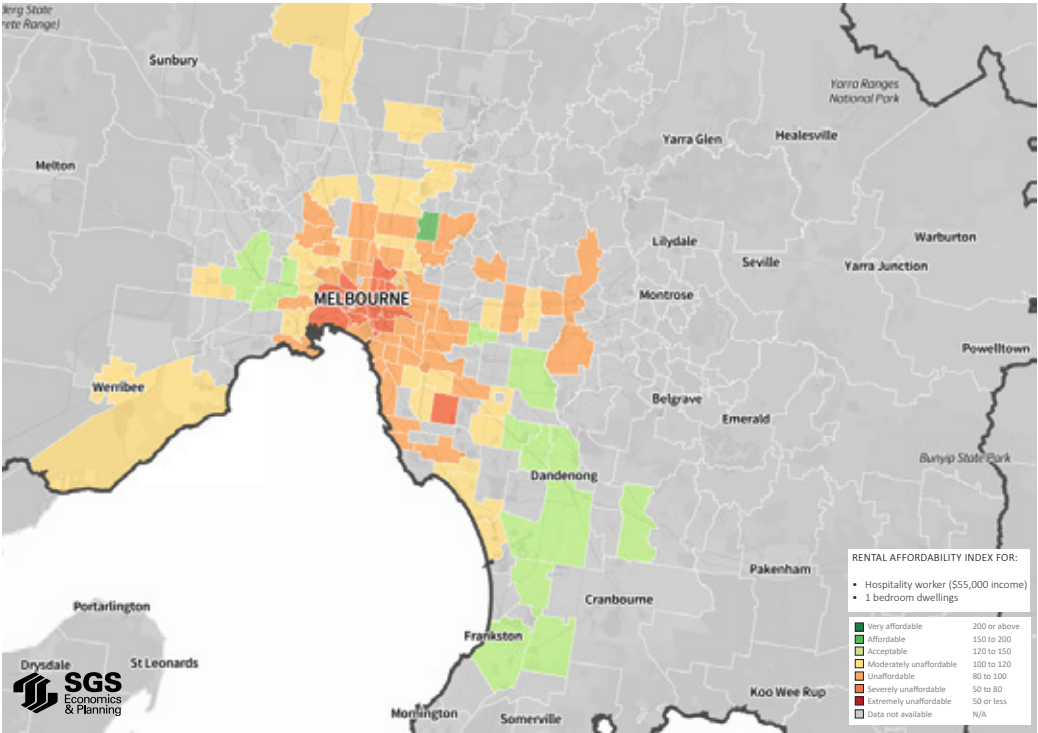 derg State
rete Range)
Sunbury
Yarra Ranges
National Park
Yarra Glen
Healesville
Melton
Lilydale
Warburton
Seville
Yarra Junction
MELBOURNE
Montrose
Powelltown
Werribee
Belgrave
Emerald
Bunyip State Park
Dandenong
RENTAL AFFORDABILITY INDEX FOR:
• Hospitality worker ($55,000 income)
• 1 bedroom dwellings
Pakenham
Portarlington
Cranbourne
Frankston
Very affordable 200 or above
Affordable 150 to 200
Acceptable 120 to 150
Moderately unaffordable 100 to 120
Unaffordable 80 to 100
Severely unaffordable 50 to 80
Extremely unaffordable 50 or less
Data not available N/A
Drysdale
St Leonards
SGS
Economics
& Planning
Koo Wee Rup
Mornington
Somerville